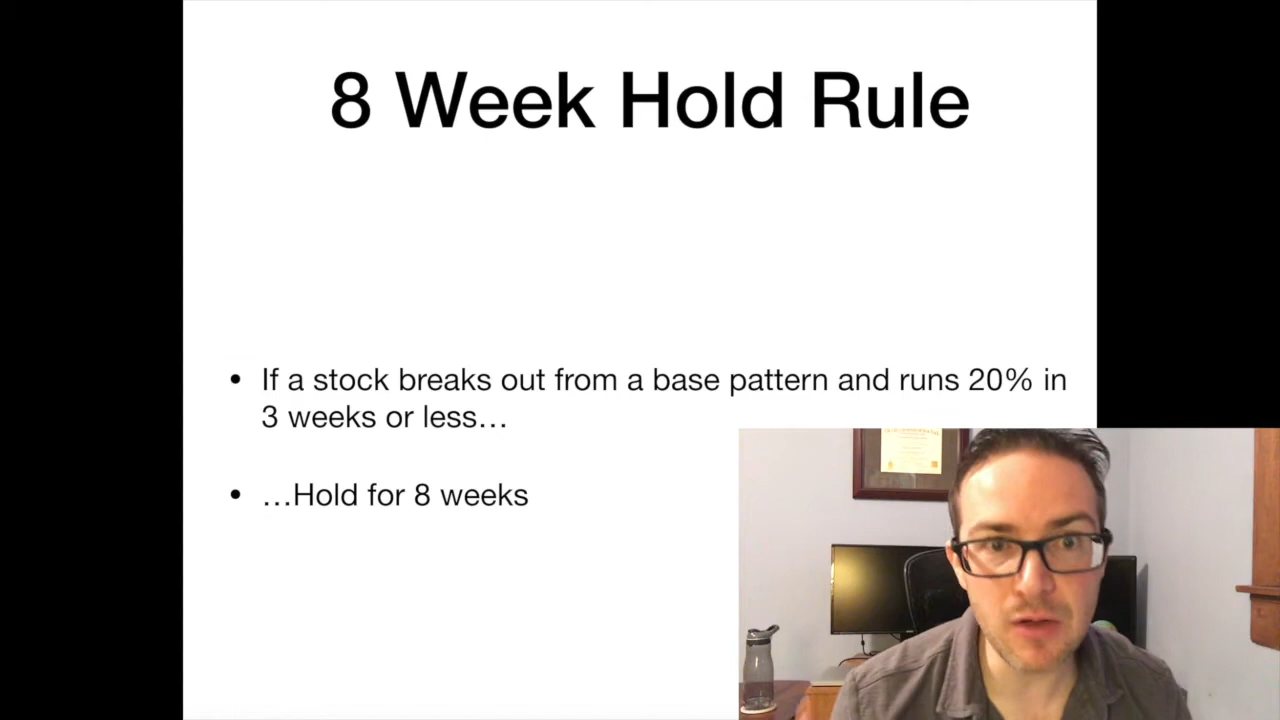 8 Week Hold Rule
• If a stock breaks out from a base pattern and runs 20% in
3 weeks or less…
• …Hold for 8 weeks